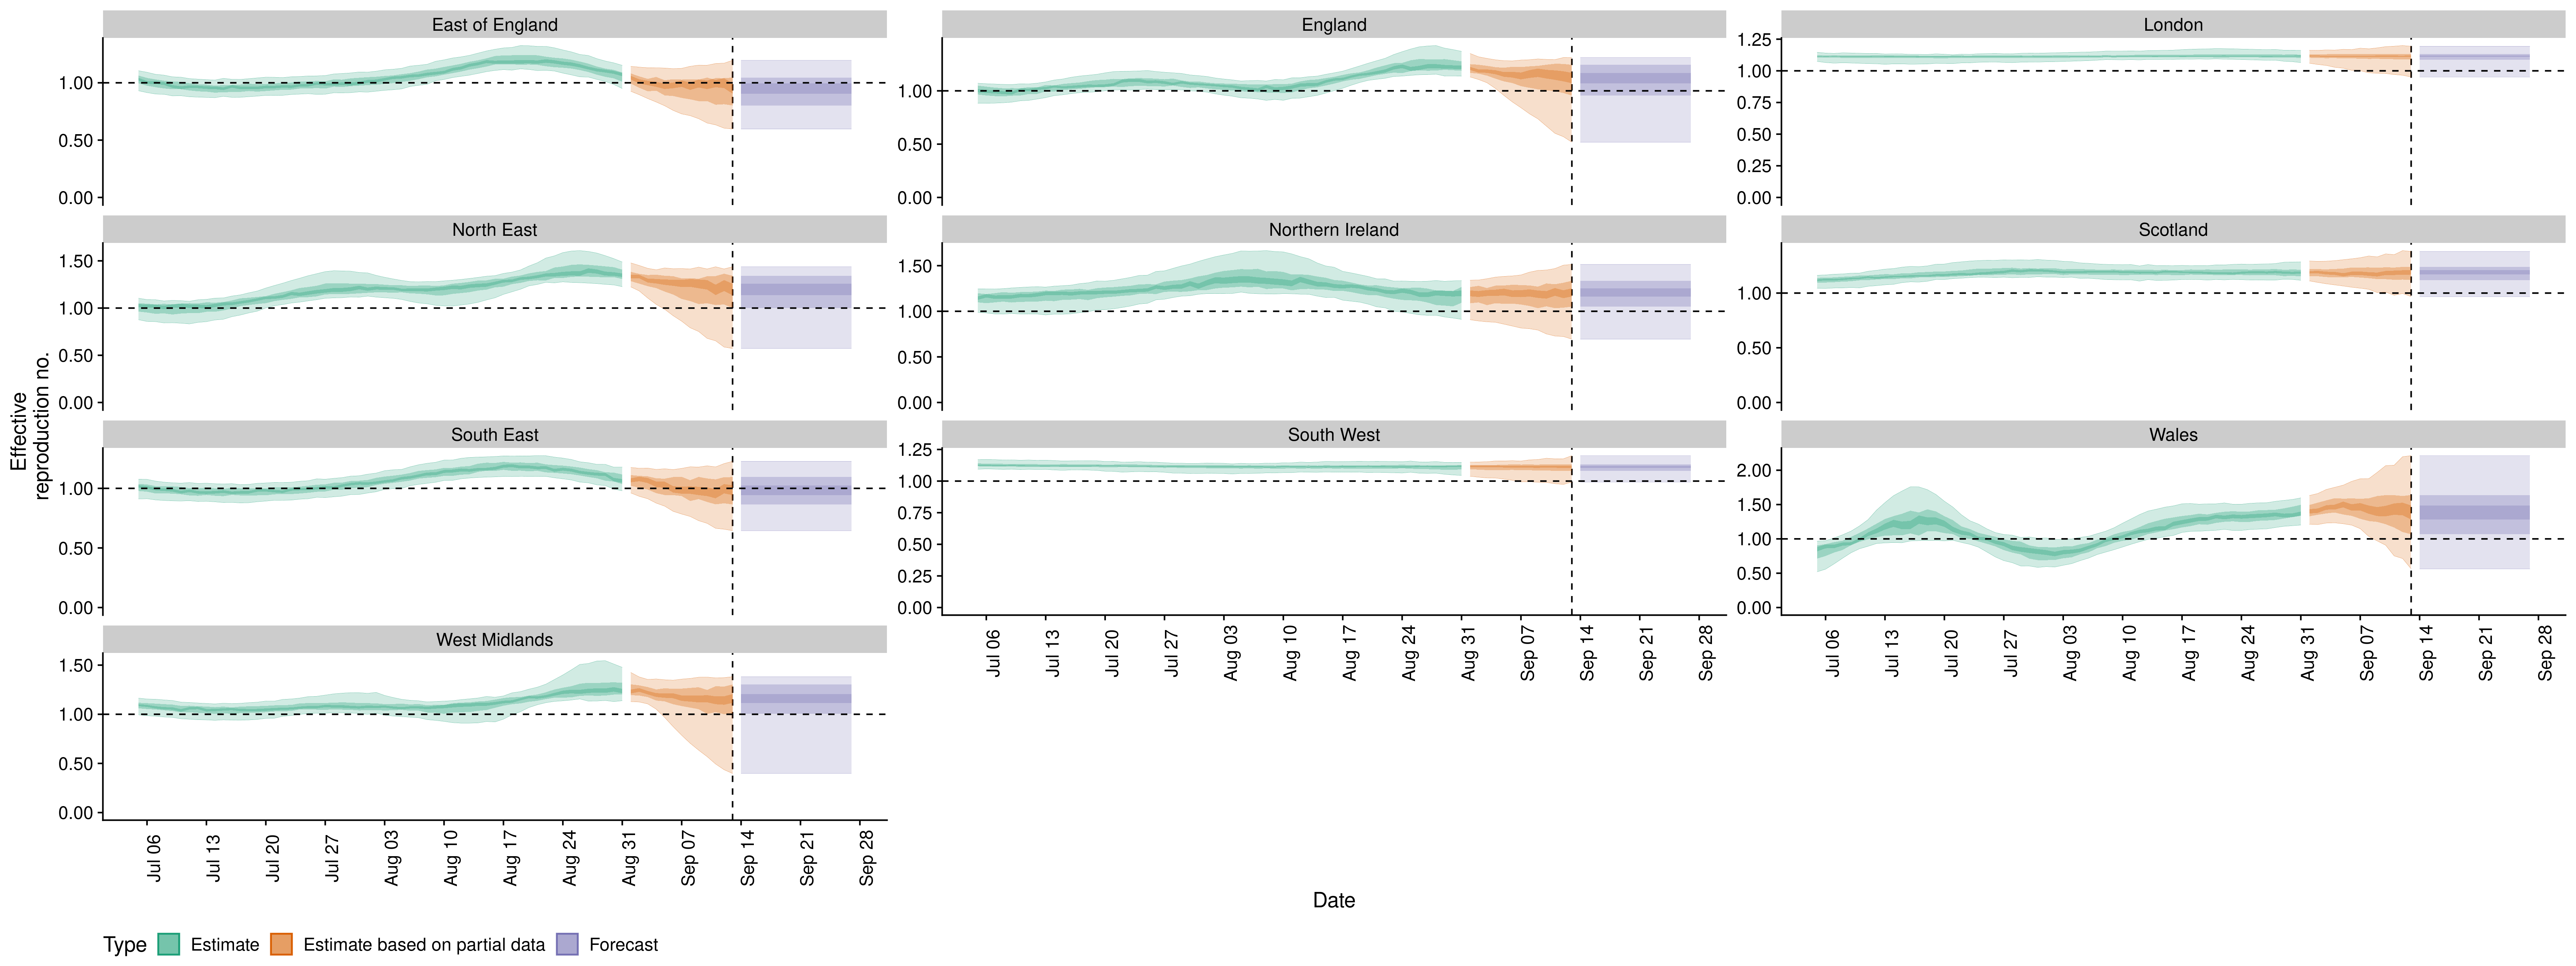 East of England
England
London
1.00
0.50
0.00
1.00
0.50
0.00
1.25
1.00
0.75
0.50
0.25
0.00
North East
Northern Ireland
Scotland
1.50
1.00
0.50
0.00
1.50
1.00
0.50
0.00
1.00
0.50
0.00
Effective
reproduction no.
South East
South West
Wales
1.00
0.50
0.00
1.25
1.00
0.75
0.50
0.25
0.00
2.00
1.50
1.00
0.50
0.00
Jul 06 Jul 13 Jul 20 Jul 27 Aug 03 Aug 10 Aug 17 Aug 24 Aug 31 Sep 07 Sep 14 Sep 21 Sep 28
Jul 06 Jul 13 Jul 20 Jul 27 Aug 03 Aug 10 Aug 17 Aug 24 Aug 31 Sep 07 Sep 14 Sep 21 Sep 28
West Midlands
1.50
1.00
0.50
0.00
Jul 06 Jul 13 Jul 20 Jul 27 Aug 03 Aug 10 Aug 17 Aug 24 Aug 31 Sep 07 Sep 14 Sep 21 Sep 28
Date
Type Estimate Estimate based on partial data Forecast